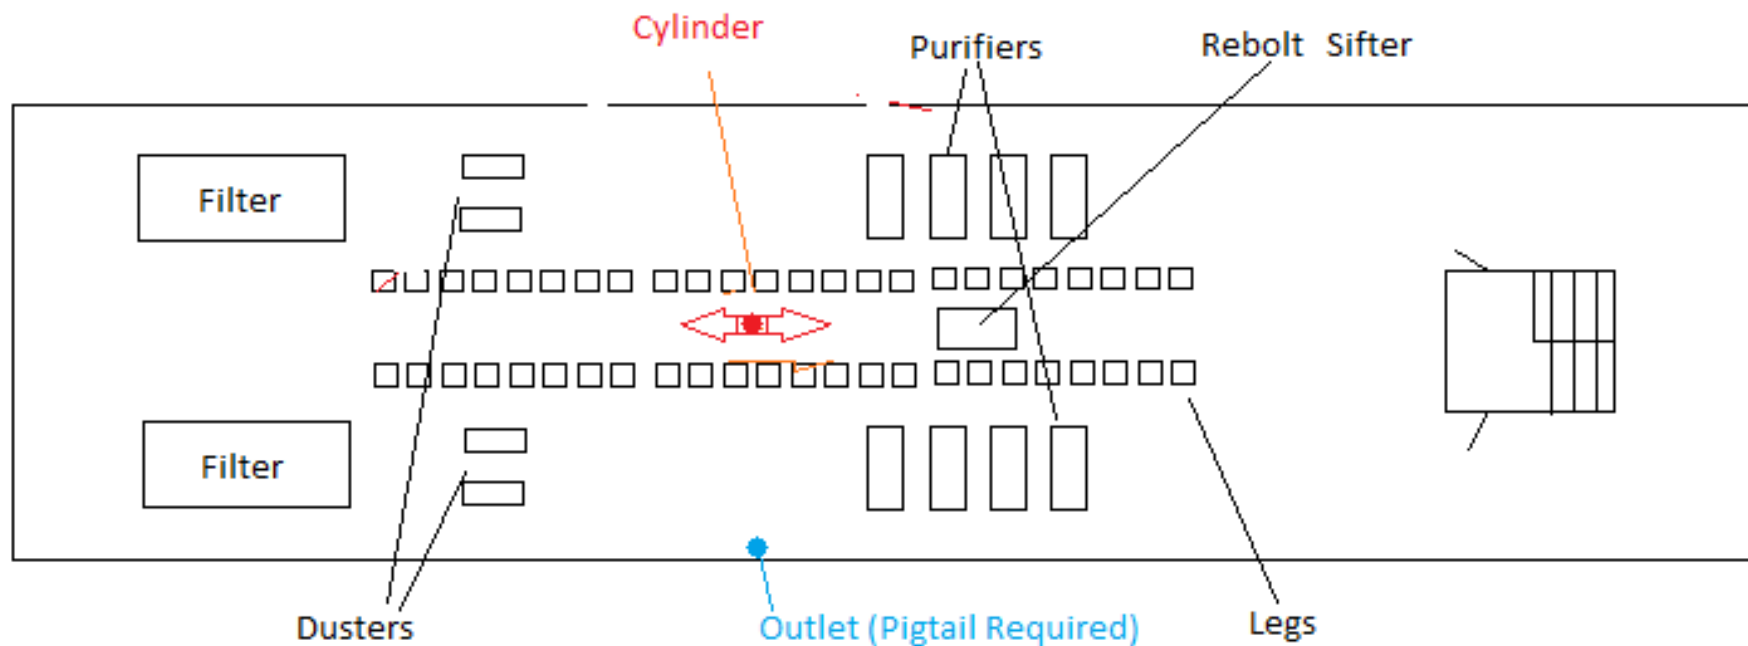 Cylinder
Purifiers
Rebolt Sifter
Filter
Filter
Dusters
Outlet (Pigtail Required)
Legs